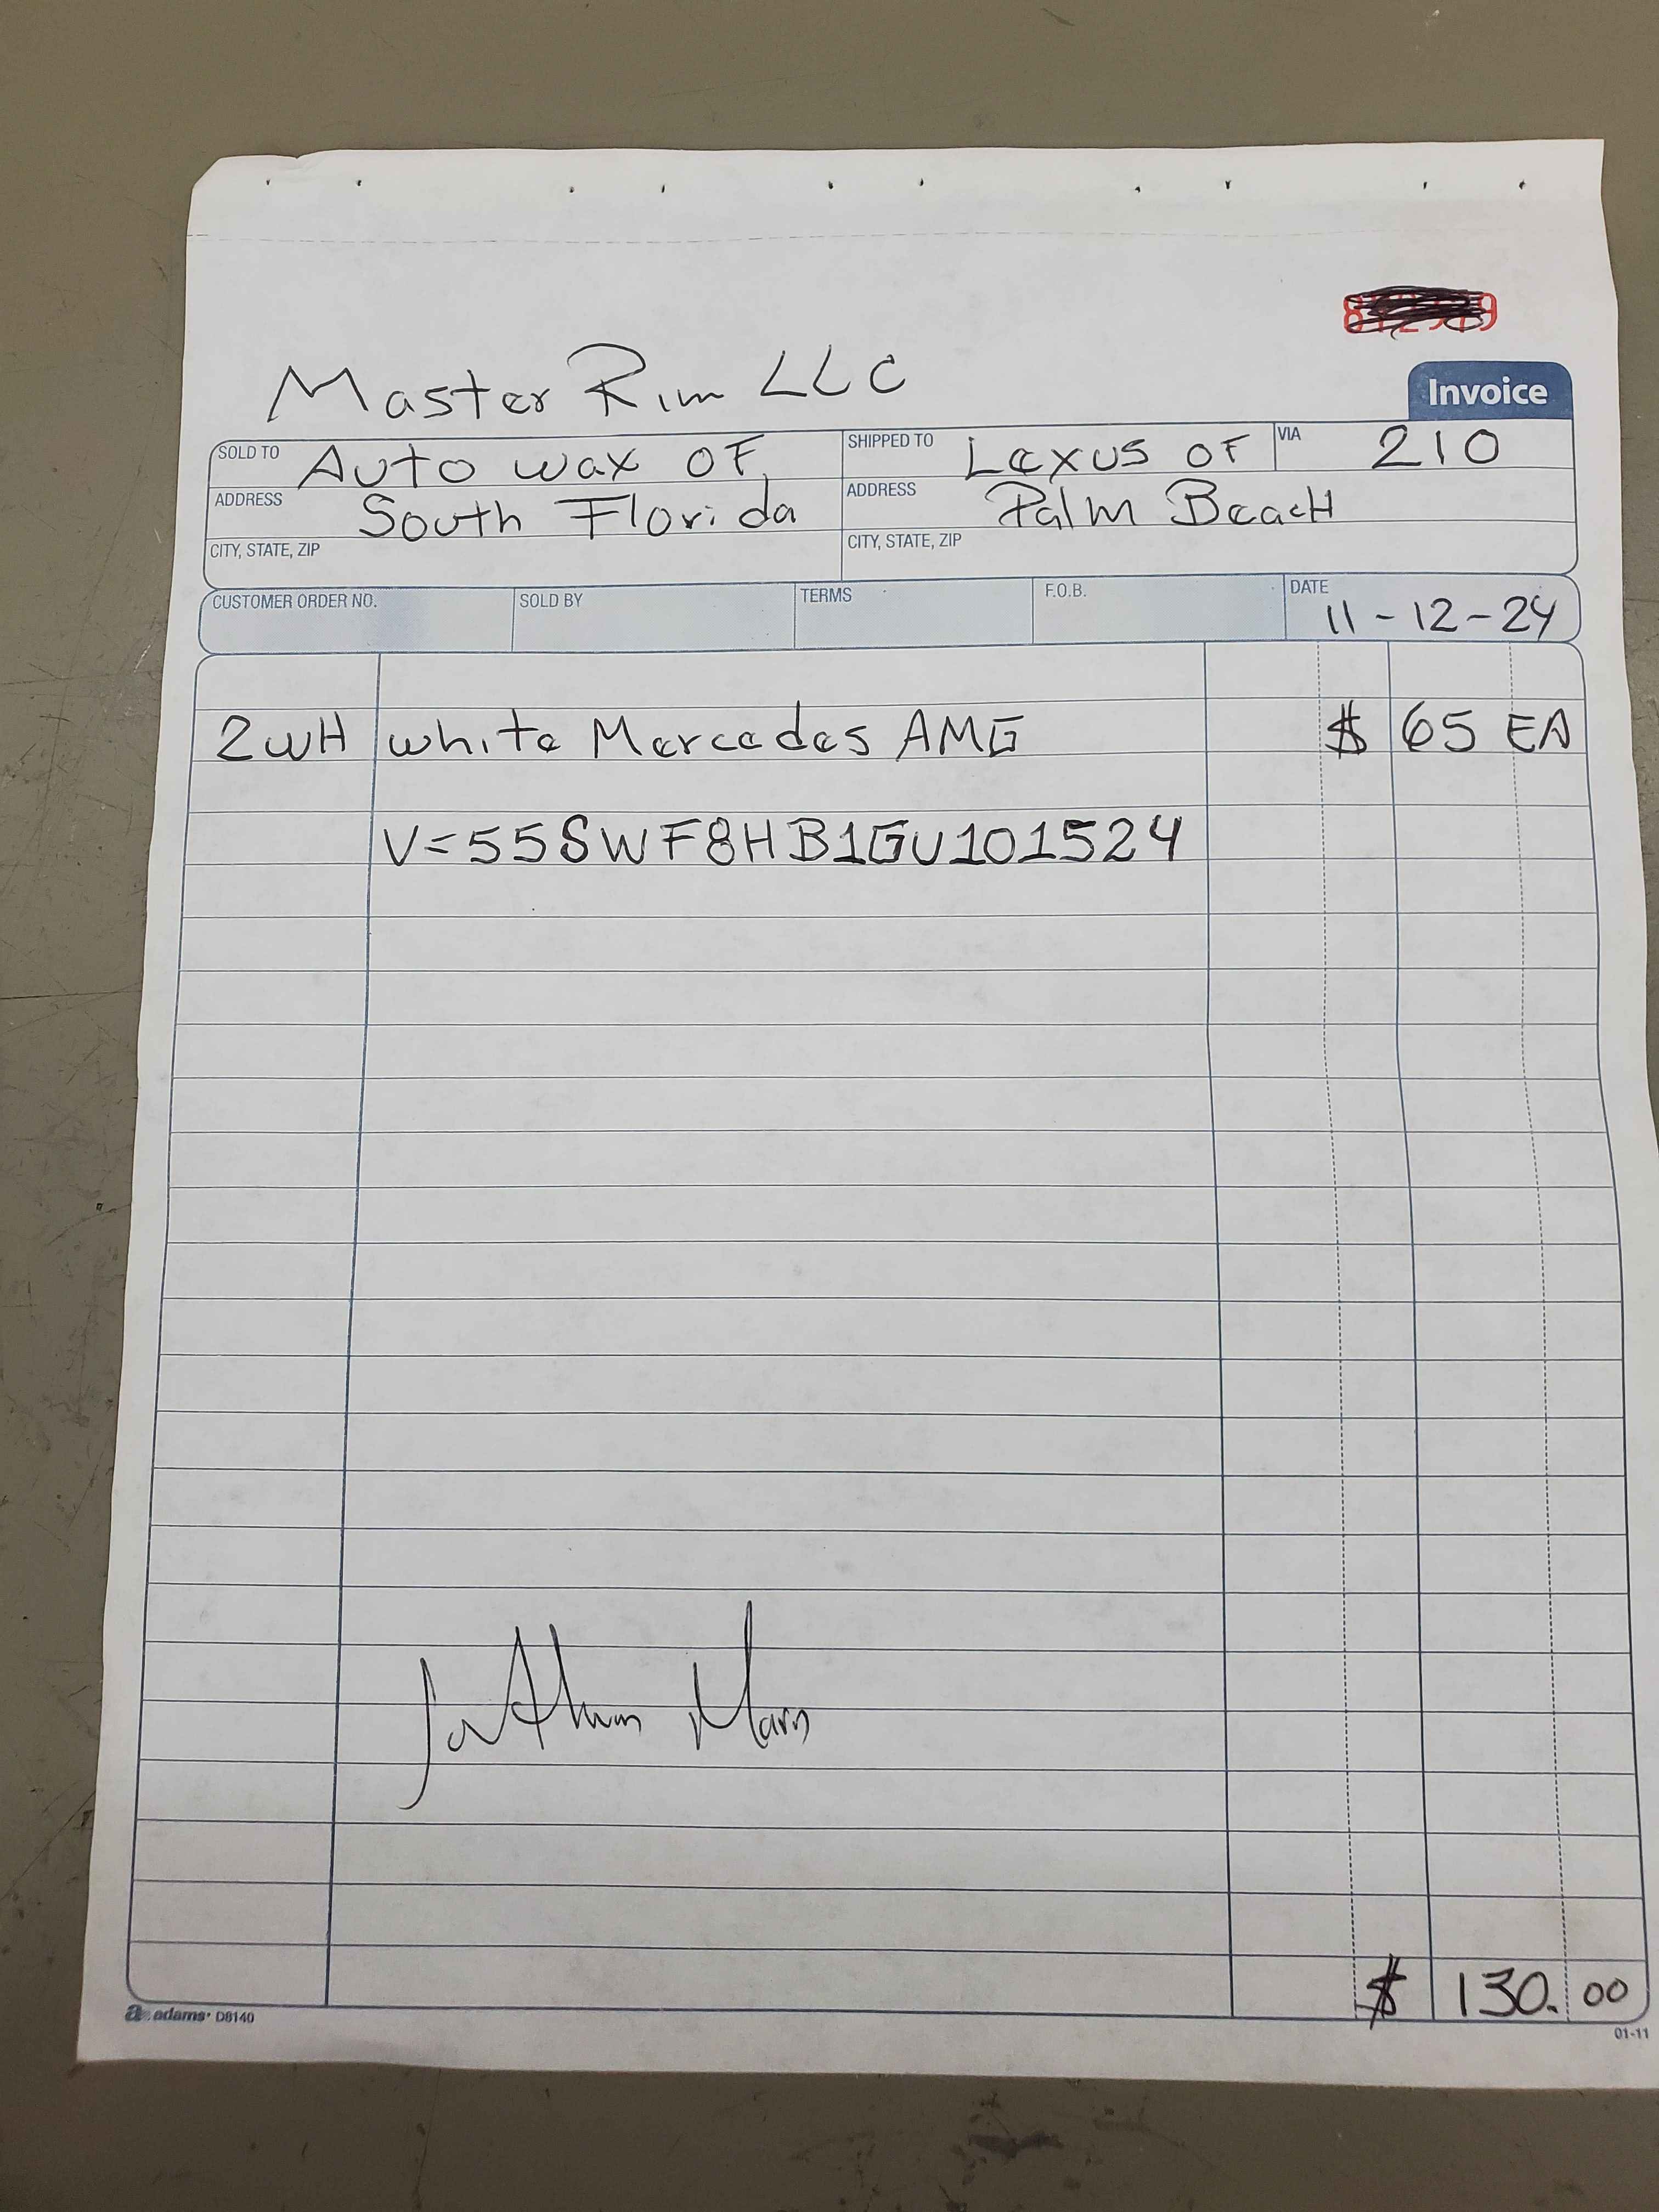 Master Rim LLC
Invoice
SOLD TO Auto wax OF
ADDRESS South Florida
CITY, STATE, ZIP
SHIPPED TO Lexus OF
ADDRESS Palm BeacH
CITY, STATE, ZIP
VIA 210
CUSTOMER ORDER NO. SOLD BY TERMS F.O.B. DATE 11-12-24
2WH white Mercedes AMG $ 65 EA
V=55SWF8HB1GU101524
$ 130.00
adams D8140
01-11